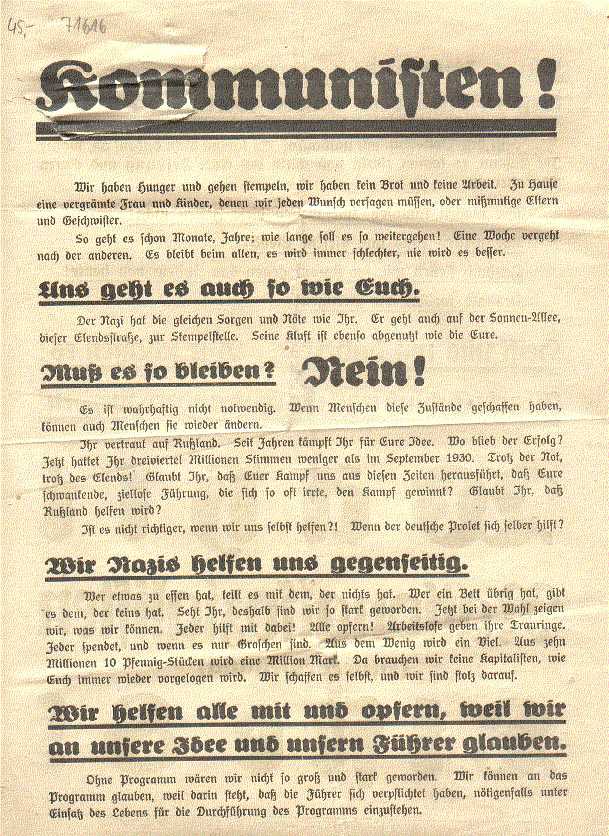 45,- 71616
Kommunisten!
Wir haben Hunger und gehen stempeln, wir haben kein Brot und keine Arbeit. Zu Hause
eine vergrämte Frau und Kinder, denen wir jeden Wunsch versagen müssen, oder mißmutige Eltern
und Geschwister.
So geht es schon Monate, Jahre; wie lange soll es so weitergehen! Eine Woche vergeht
nach der anderen. Es bleibt beim alten, es wird immer schlechter, nie wird es besser.
Uns geht es auch so wie Euch.
Der Nazi hat die gleichen Sorgen und Nöte wie Ihr. Er geht auch auf der Sonnen-Allee,
dieser Elendsstraße, zur Stempelstelle. Seine Kluft ist ebenso abgenutzt wie die Eure.
Muß es so bleiben? Nein!
Es ist wahrhaftig nicht notwendig. Wenn Menschen diese Zustände geschaffen haben,
können auch Menschen sie wieder ändern.
Ihr vertraut auf Rußland. Seit Jahren kämpft Ihr für Eure Idee. Wo blieb der Erfolg?
Jetzt hattet Ihr dreiviertel Millionen Stimmen weniger als im September 1930. Trotz der Not,
trotz des Elends! Glaubt Ihr, daß Euer Kampf uns aus diesen Zeiten herausführt, daß Eure
schwankende, ziellose Führung, die sich so oft irrte, den Kampf gewinnt? Glaubt Ihr, daß
Rußland helfen wird?
Ist es nicht richtiger, wenn wir uns selbst helfen?! Wenn der deutsche Prolet sich selber hilft?
Wir Nazis helfen uns gegenseitig.
Wer etwas zu essen hat, teilt es mit dem, der nichts hat. Wer ein Bett übrig hat, gibt
es dem, der keins hat. Seht Ihr, deshalb sind wir so stark geworden. Jetzt bei der Wahl zeigen
wir, was wir können. Jeder hilft mit dabei! Alle opfern! Arbeitslose geben ihre Trauringe.
Jeder spendet, und wenn es nur Groschen sind. Aus dem Wenig wird ein Viel. Aus zehn
Millionen 10 Pfennig-Stücken wird eine Million Mark. Da brauchen wir keine Kapitalisten, wie
Euch immer wieder vorgelogen wird. Wir schaffen es selbst, und wir sind stolz darauf.
Wir helfen alle mit und opfern, weil wir
an unsere Idee und unsern Führer glauben.
Ohne Programm wären wir nicht so groß und stark geworden. Wir können an das
Programm glauben, weil darin steht, daß die Führer sich verpflichtet haben, nötigenfalls unter
Einsatz des Lebens für die Durchführung des Programms einzustehen.